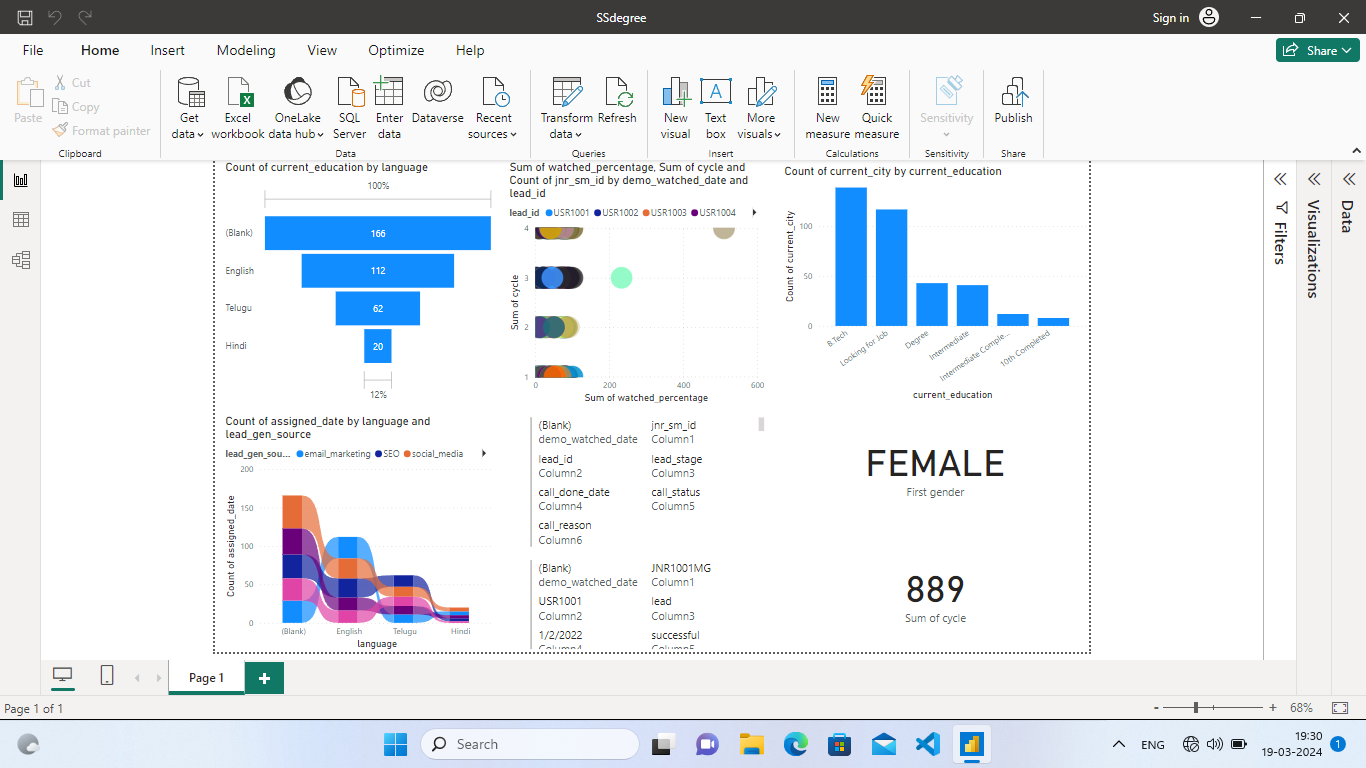 SSdegree
Sign in
File
Home
Insert
Modeling
View
Optimize
Help
Share
Paste
Cut
Copy
Format painter
Clipboard
Get data
Excel workbook
OneLake data hub
SQL Server
Enter data
Dataverse
Recent sources
Data
Transform data
Refresh
Queries
New visual
Text box
More visuals
Insert
New measure
Quick measure
Calculations
Sensitivity
Sensitivity
Publish
Share
Count of current_education by language
100%
(Blank) 166
English 112
Telugu 62
Hindi 20
12%
Sum of watched_percentage, Sum of cycle and
Count of jnr_sm_id by demo_watched_date and
lead_id
lead_id USR1001 USR1002 USR1003 USR1004
Sum of cycle
4
3
2
1
0 200 400 600
Sum of watched_percentage
Count of current_city by current_education
Count of current_city
100
50
0
B.Tech
Looking for Job
Degree
Intermediate
Intermediate Comple...
10th Completed
current_education
Filters
Visualizations
Data
Count of assigned_date by language and
lead_gen_source
lead_gen_sou... email_marketing SEO social_media
Count of assigned_date
200
150
100
50
0
(Blank) English Telugu Hindi
language
(Blank) jnr_sm_id
demo_watched_date Column1
lead_id lead_stage
Column2 Column3
call_done_date call_status
Column4 Column5
call_reason
Column6
(Blank) JNR1001MG
demo_watched_date Column1
USR1001 lead
Column2 Column3
1/2/2022 successful
Column4 Column5
FEMALE
First gender
889
Sum of cycle
Page 1
Page 1 of 1
- + 68%
Search
ENG
19:30
19-03-2024
1